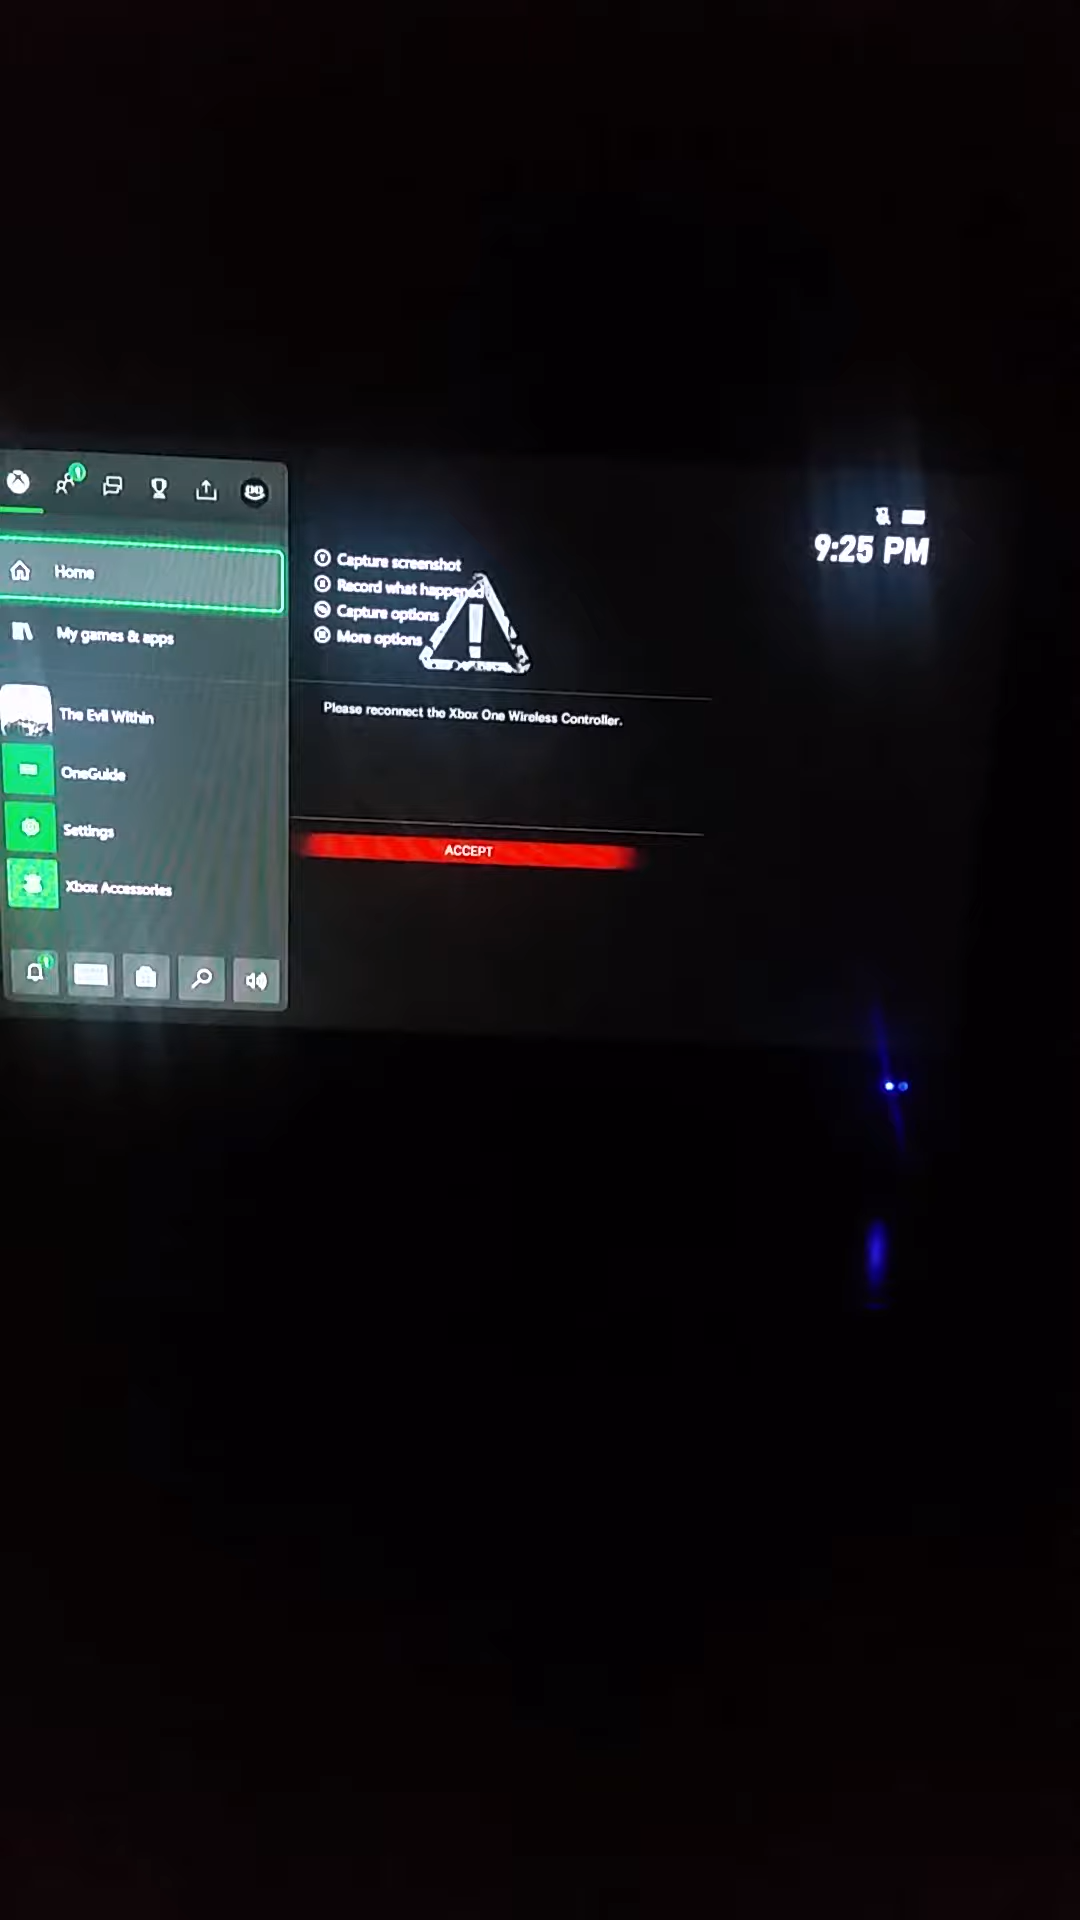 Home
My games & apps
The Evil Within
OneGuide
Settings
Xbox Accessories
Capture screenshot
Record what happened
Capture options
More options
9:25 PM
Please reconnect the Xbox One Wireless Controller.
ACCEPT